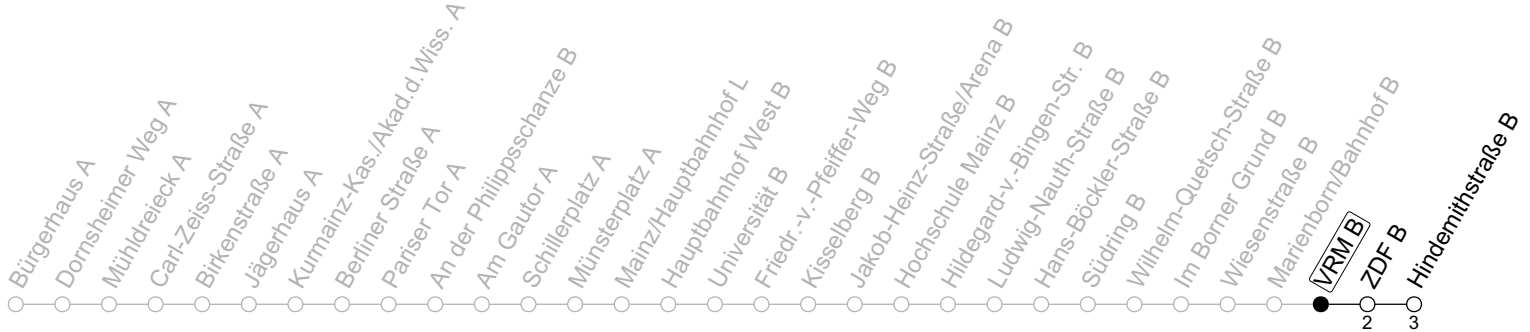 Bürgerhaus A
Dornsheimer Weg A
Mühldreieck A
Carl-Zeiss-Straße A
Birkenstraße A
Jägerhaus A
Kurmainz-Kas./Akad.d.Wiss. A
Berliner Straße A
Pariser Tor A
An der Philippsschanze B
Am Gautor A
Schillerplatz A
Münsterplatz A
Mainz/Hauptbahnhof L
Hauptbahnhof West B
Universität B
Friedr.-v.-Pfeiffer-Weg B
Kisselberg B
Jakob-Heinz-Straße/Arena B
Hochschule Mainz B
Hildegard-v.-Bingen-Str. B
Ludwig-Nauth-Straße B
Hans-Böckler-Straße B
Südring B
Wilhelm-Quetsch-Straße B
Im Borner Grund B
Wiesenstraße B
Marienborn/Bahnhof B
VRM B
ZDF B
Hindemithstraße B
2
3